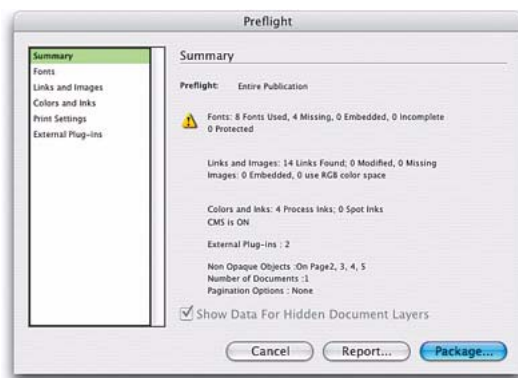 Preflight
Summary
Fonts
Links and Images
Colors and Inks
Print Settings
External Plug-ins
Summary
Preflight: Entire Publication
Fonts: 8 Fonts Used, 4 Missing, 0 Embedded, 0 Incomplete
0 Protected
Links and Images: 14 Links Found; 0 Modified, 0 Missing
Images: 0 Embedded, 0 use RGB color space
Colors and Inks: 4 Process Inks; 0 Spot Inks
CMS is ON
External Plug-ins : 2
Non Opaque Objects :On Page2, 3, 4, 5
Number of Documents :1
Pagination Options : None
Show Data For Hidden Document Layers
Cancel
Report...
Package...